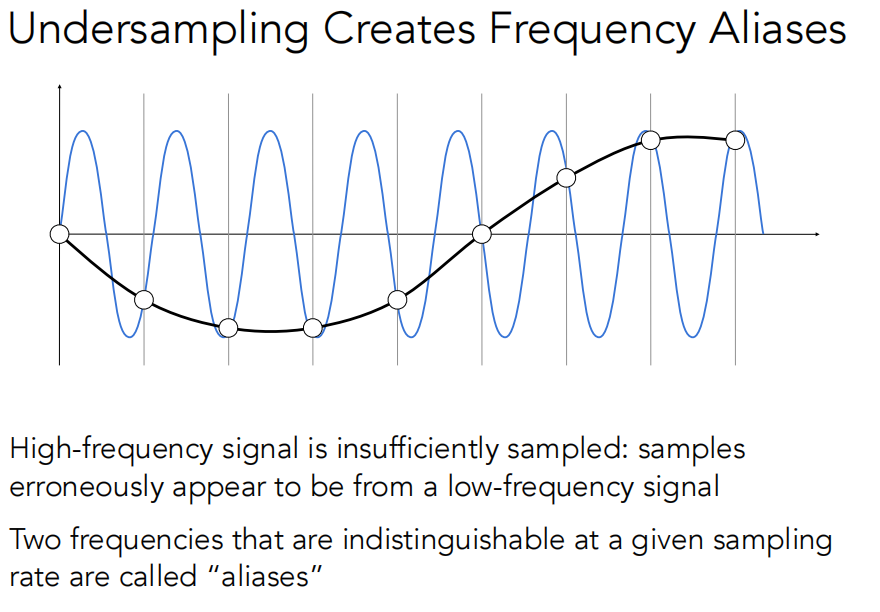 Undersampling Creates Frequency Aliases
High-frequency signal is insufficiently sampled: samples
erroneously appear to be from a low-frequency signal
Two frequencies that are indistinguishable at a given sampling
rate are called “aliases”